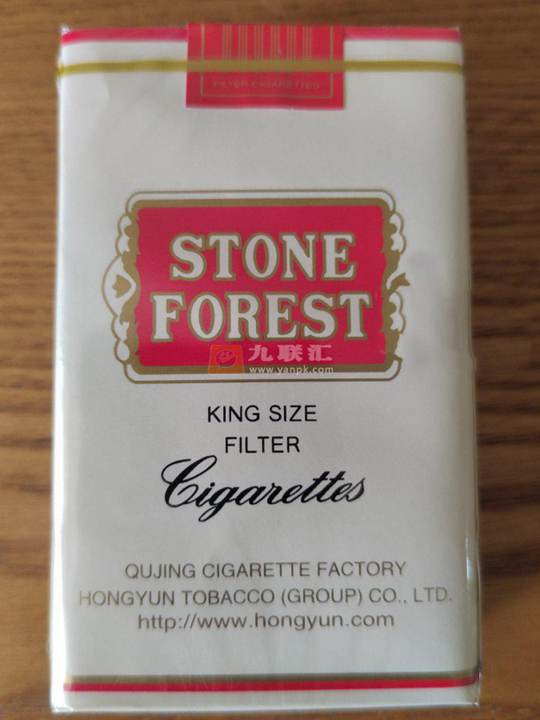 FILTER CIGARETTES
STONE
FOREST
九联汇
www.yanpk.com
KING SIZE
FILTER
Cigarettes
QUJING CIGARETTE FACTORY
HONGYUN TOBACCO (GROUP) CO., LTD.
http://www.hongyun.com